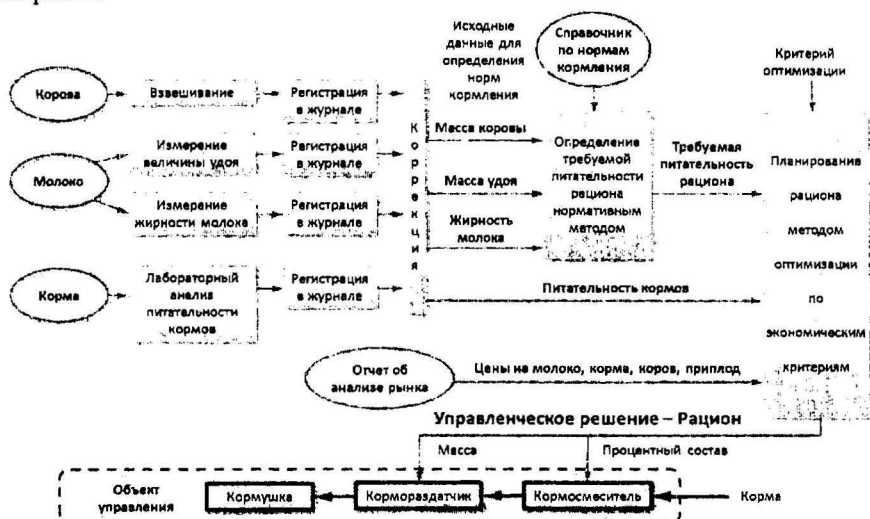 Исходные
данные для
определения
норм
кормления
Справочник
по нормам
кормления
Критерий
оптимизации
Корова
Взвешивание
Регистрация
в журнале
Молоко
Измерение
величины удоя
Регистрация
в журнале
Измерение
жирности молока
Регистрация
в журнале
Корма
Лабораторный
анализ
питательности
кормов
Регистрация
в журнале
Коррекция
Масса коровы
Масса удоя
Жирность
молока
Определение
требуемой
питательности
рациона
нормативным
методом
Требуемая
питательность
рациона
Планирование
рациона
методом
оптимизации
по
экономическим
критериям
Питательность кормов
Отчет об
анализе рынка
Цены на молоко, корма, коров, приплод
Управленческое решение – Рацион
Масса
Процентный состав
Объект
управления
Кормушка
Кормораздатчик
Кормосмеситель
Корма